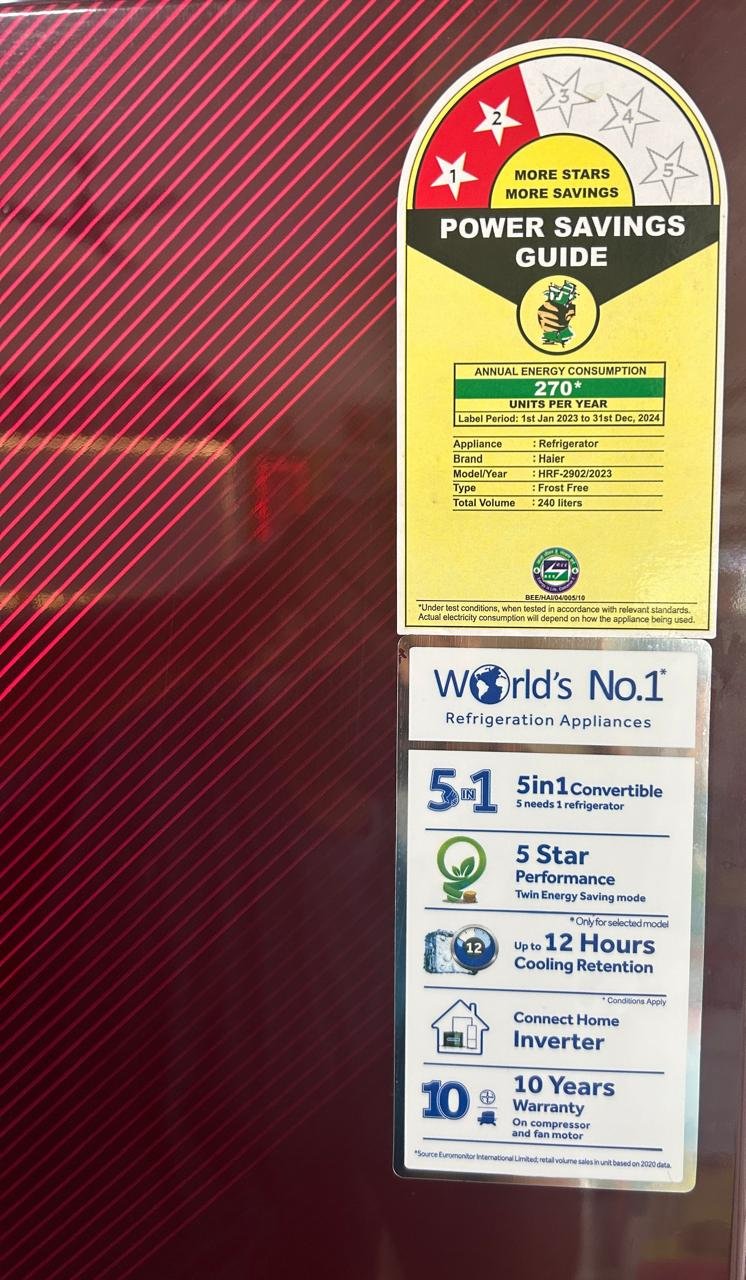 1 2 3 4 5
MORE STARS
MORE SAVINGS
POWER SAVINGS
GUIDE
ANNUAL ENERGY CONSUMPTION
270*
UNITS PER YEAR
Label Period: 1st Jan 2023 to 31st Dec, 2024
Appliance : Refrigerator
Brand : Haier
Model/Year : HRF-2902/2023
Type : Frost Free
Total Volume : 240 liters
BEE/HAI/04/005/10
*Under test conditions, when tested in accordance with relevant standards.
Actual electricity consumption will depend on how the appliance being used.
World's No.1*
Refrigeration Appliances
5 IN 1
5in1 Convertible
5 needs 1 refrigerator
5 Star
Performance
Twin Energy Saving mode
* Only for selected model
12
Up to 12 Hours
Cooling Retention
* Conditions Apply
Connect Home
Inverter
10
10 Years
Warranty
On compressor
and fan motor
*Source Euromonitor International Limited; retail volume sales in unit based on 2020 data.